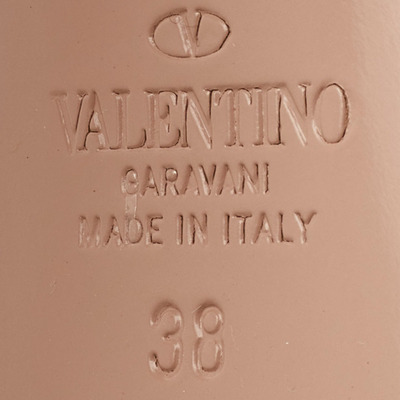 V
VALENTINO
GARAVANI
MADE IN ITALY
38